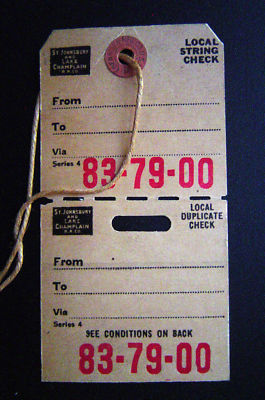 ST. JOHNSBURY
AND
LAKE
CHAMPLAIN
R.R.CO.
LOCAL
STRING
CHECK
From
To
Via
Series 4
83-79-00
ST. JOHNSBURY
AND
LAKE
CHAMPLAIN
R.R.CO.
LOCAL
DUPLICATE
CHECK
From
To
Via
Series 4
SEE CONDITIONS ON BACK
83-79-00